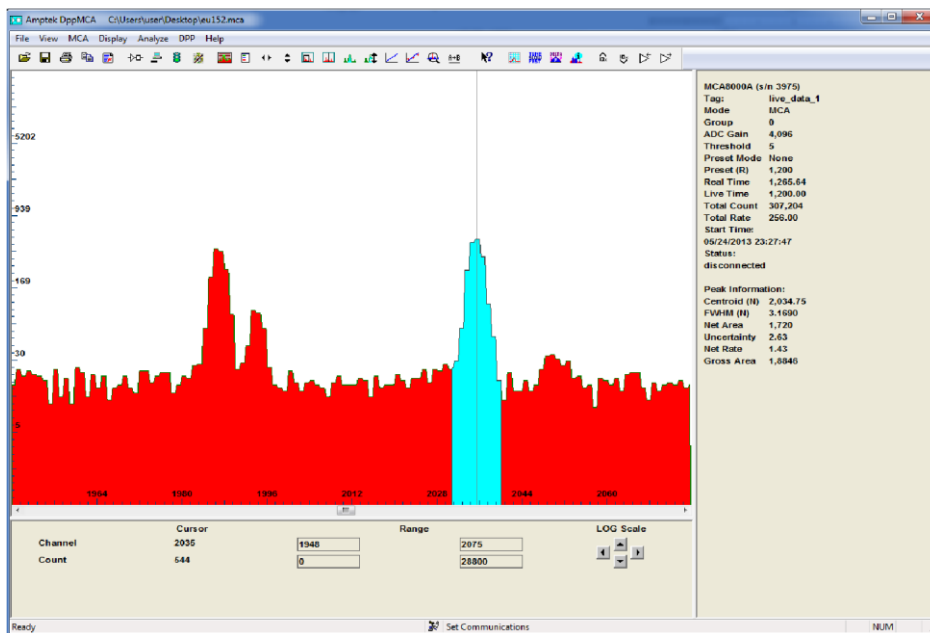 Amptek DppMCA C:\Users\user\Desktop\eu152.mca
File View MCA Display Analyze DPP Help
5202
939
169
30
5
1964 1980 1996 2012 2028 2044 2060
MCA8000A (s/n 3975)
Tag: live_data_1
Mode MCA
Group 0
ADC Gain 4,096
Threshold 5
Preset Mode None
Preset (R) 1,200
Real Time 1,265.64
Live Time 1,200.00
Total Count 307,204
Total Rate 256.00
Start Time:
05/24/2013 23:27:47
Status:
disconnected
Peak Information:
Centroid (N) 2,034.75
FWHM (N) 3.1690
Net Area 1,720
Uncertainty 2.63
Net Rate 1.43
Gross Area 1,8846
Cursor Range LOG Scale
Channel 2035 1948 2075
Count 544 0 28800
Ready Set Communications NUM